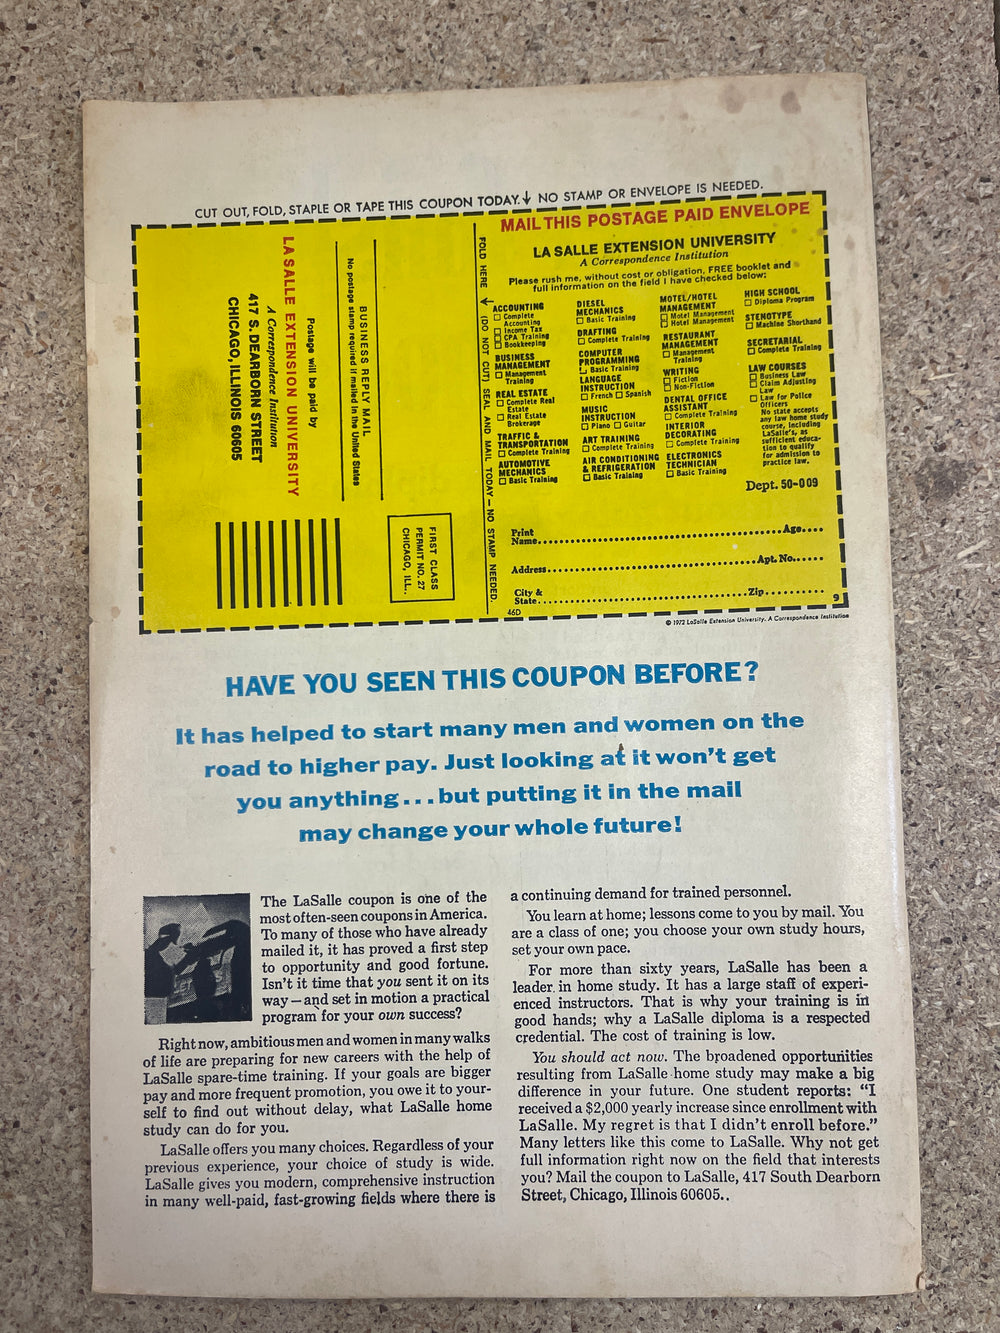 CUT OUT, FOLD, STAPLE OR TAPE THIS COUPON TODAY. ↓ NO STAMP OR ENVELOPE IS NEEDED.
LA SALLE EXTENSION UNIVERSITY
A Correspondence Institution
417 S. DEARBORN STREET
CHICAGO, ILLINOIS 60605
Postage will be paid by
BUSINESS REPLY MAIL
No postage stamp required if mailed in the United States
FIRST CLASS
PERMIT NO. 27
CHICAGO, ILL.
FOLD HERE ↓ (DO NOT CUT) SEAL AND MAIL TODAY — NO STAMP NEEDED.
MAIL THIS POSTAGE PAID ENVELOPE
LA SALLE EXTENSION UNIVERSITY
A Correspondence Institution
Please rush me, without cost or obligation, FREE booklet and
full information on the field I have checked below:
ACCOUNTING
☐ Complete
Accounting
☐ Income Tax
☐ CPA Training
☐ Bookkeeping
BUSINESS
MANAGEMENT
☐ Management
Training
REAL ESTATE
☐ Complete Real
Estate
☐ Real Estate
Brokerage
TRAFFIC &
TRANSPORTATION
☐ Complete Training
AUTOMOTIVE
MECHANICS
☐ Basic Training
DIESEL
MECHANICS
☐ Basic Training
DRAFTING
☐ Complete Training
COMPUTER
PROGRAMMING
☐ Basic Training
LANGUAGE
INSTRUCTION
☐ French ☐ Spanish
MUSIC
INSTRUCTION
☐ Piano ☐ Guitar
ART TRAINING
☐ Complete Training
AIR CONDITIONING
& REFRIGERATION
☐ Basic Training
MOTEL/HOTEL
MANAGEMENT
☐ Motel Management
☐ Hotel Management
RESTAURANT
MANAGEMENT
☐ Management
Training
WRITING
☐ Fiction
☐ Non-Fiction
DENTAL OFFICE
ASSISTANT
☐ Complete Training
INTERIOR
DECORATING
☐ Complete Training
ELECTRONICS
TECHNICIAN
☐ Basic Training
HIGH SCHOOL
☐ Diploma Program
STENOTYPE
☐ Machine Shorthand
SECRETARIAL
☐ Complete Training
LAW COURSES
☐ Business Law
☐ Claim Adjusting
Law
☐ Law for Police
Officers
No state accepts
any law home study
course, including
LaSalle's, as
sufficient educa-
tion to qualify
for admission to
practice law.
Dept. 50-009
Print
Name..........Age....
Address..........Apt. No......
City &
State..........Zip..........
46D
9
© 1972 LaSalle Extension University. A Correspondence Institution
HAVE YOU SEEN THIS COUPON BEFORE?
It has helped to start many men and women on the
road to higher pay. Just looking at it won't get
you anything...but putting it in the mail
may change your whole future!
The LaSalle coupon is one of the
most often-seen coupons in America.
To many of those who have already
mailed it, it has proved a first step
to opportunity and good fortune.
Isn't it time that you sent it on its
way—and set in motion a practical
program for your own success?
Right now, ambitious men and women in many walks
of life are preparing for new careers with the help of
LaSalle spare-time training. If your goals are bigger
pay and more frequent promotion, you owe it to your-
self to find out without delay, what LaSalle home
study can do for you.
LaSalle offers you many choices. Regardless of your
previous experience, your choice of study is wide.
LaSalle gives you modern, comprehensive instruction
in many well-paid, fast-growing fields where there is
a continuing demand for trained personnel.
You learn at home; lessons come to you by mail. You
are a class of one; you choose your own study hours,
set your own pace.
For more than sixty years, LaSalle has been a
leader in home study. It has a large staff of experi-
enced instructors. That is why your training is in
good hands; why a LaSalle diploma is a respected
credential. The cost of training is low.
You should act now. The broadened opportunities
resulting from LaSalle home study may make a big
difference in your future. One student reports: "I
received a $2,000 yearly increase since enrollment with
LaSalle. My regret is that I didn't enroll before."
Many letters like this come to LaSalle. Why not get
full information right now on the field that interests
you? Mail the coupon to LaSalle, 417 South Dearborn
Street, Chicago, Illinois 60605..